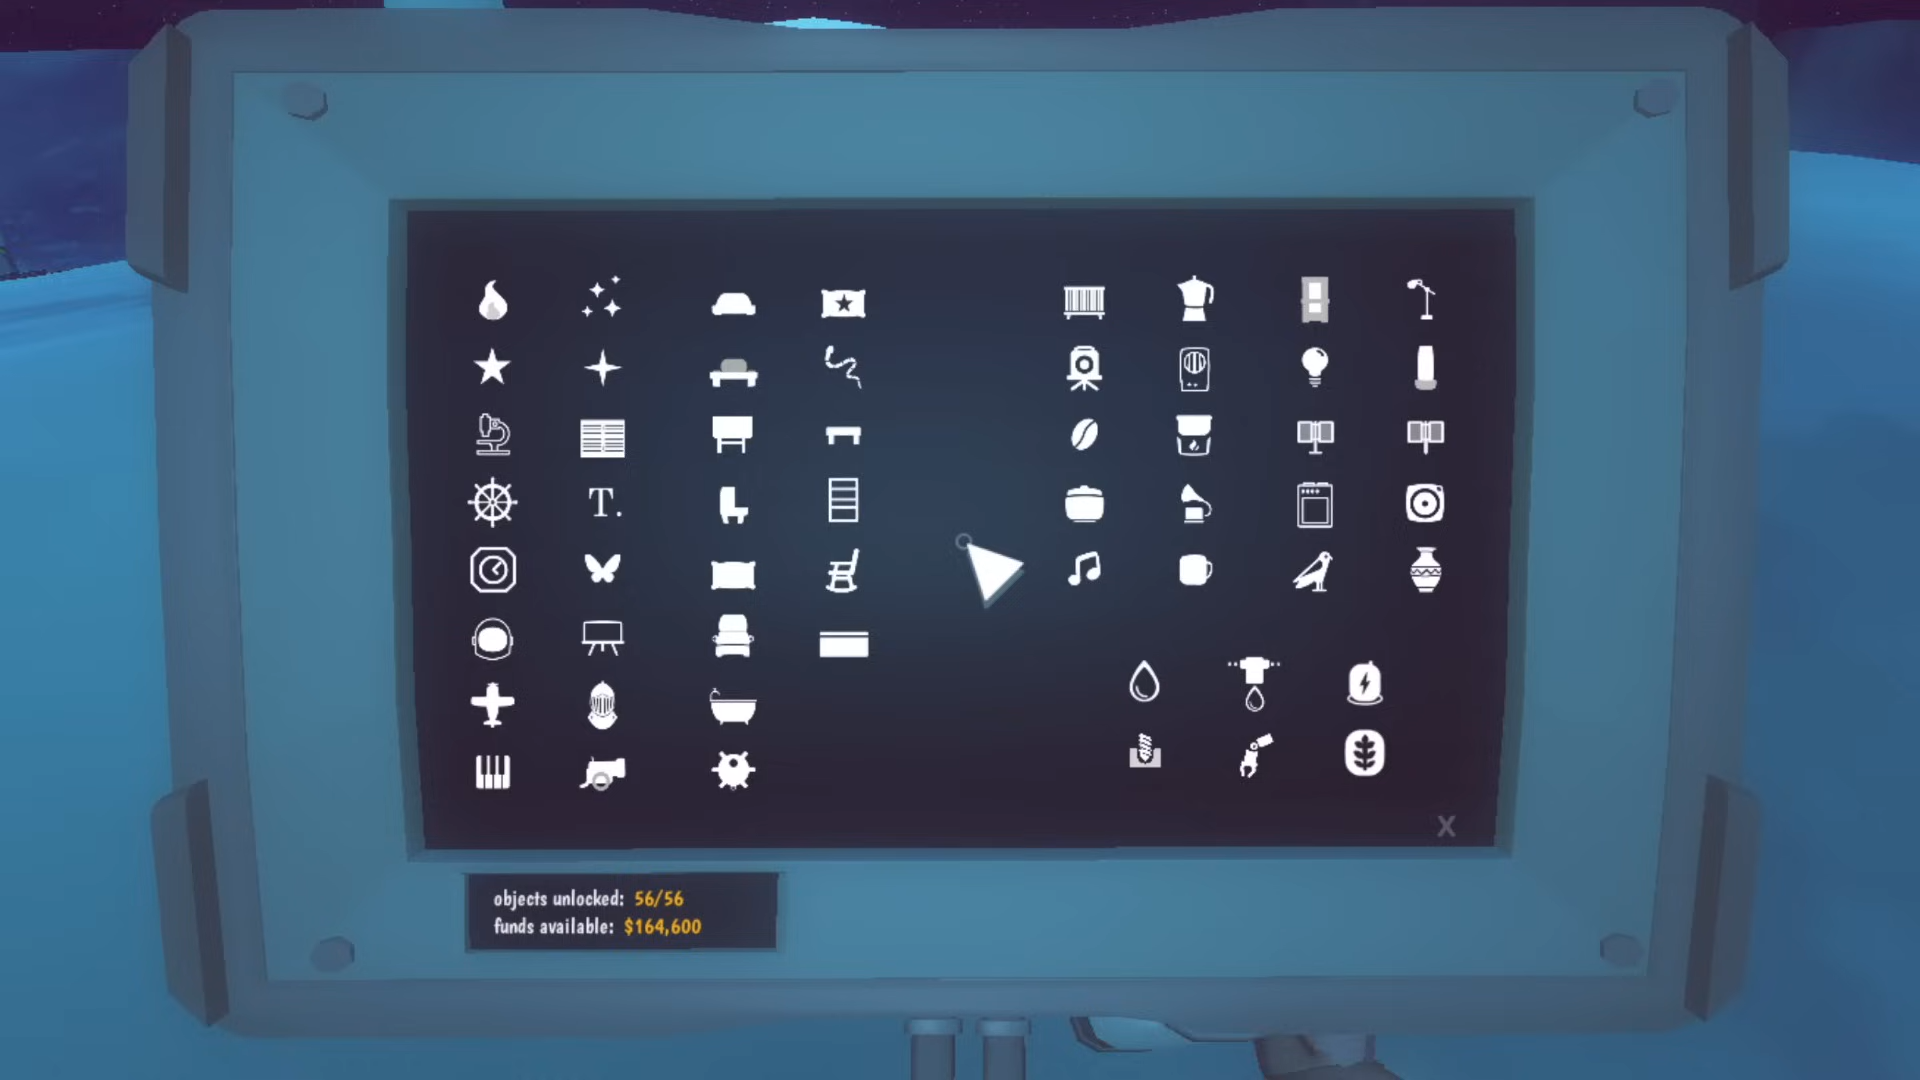 T.
X
objects unlocked: 56/56
funds available: $164,600